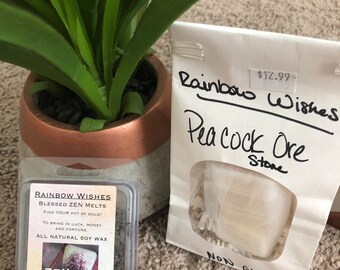 $12.99
Rainbow Wishes
Peacock Ore
Stone
RAINBOW WISHES
BLESSED ZEN MELTS
FIND YOUR POT OF GOLD!
TO BRING IN LUCK, MONEY
AND FORTUNE.
ALL NATURAL SOY WAX